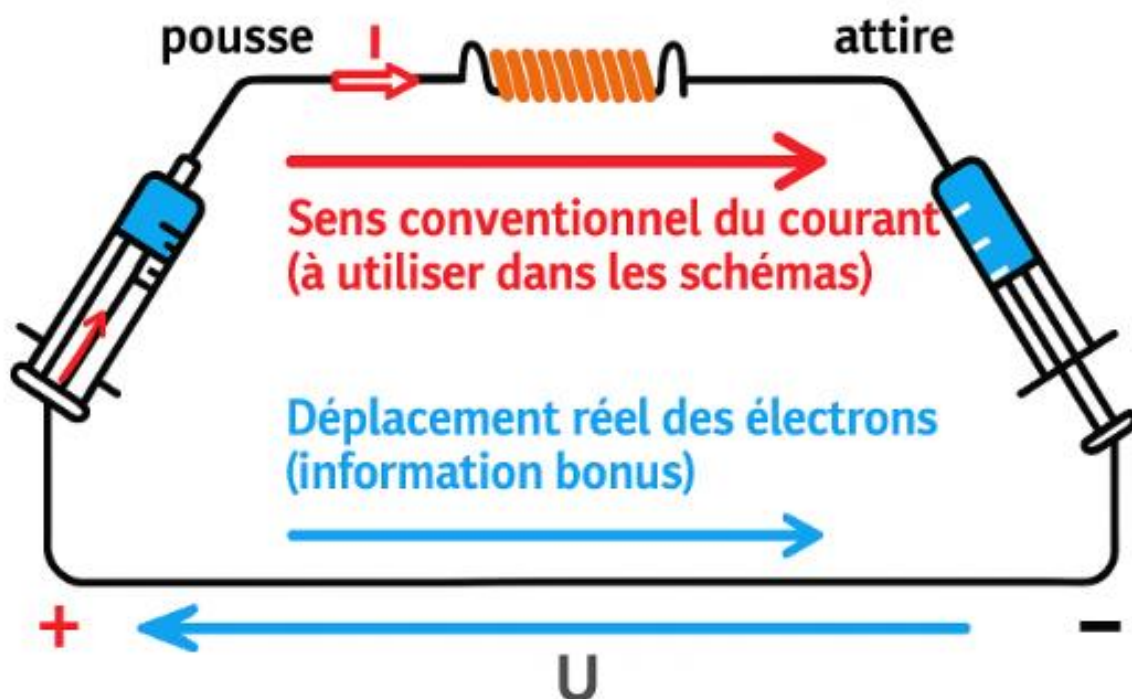 pousse
I
attire
Sens conventionnel du courant
(à utiliser dans les schémas)
Déplacement réel des électrons
(information bonus)
+
-
U